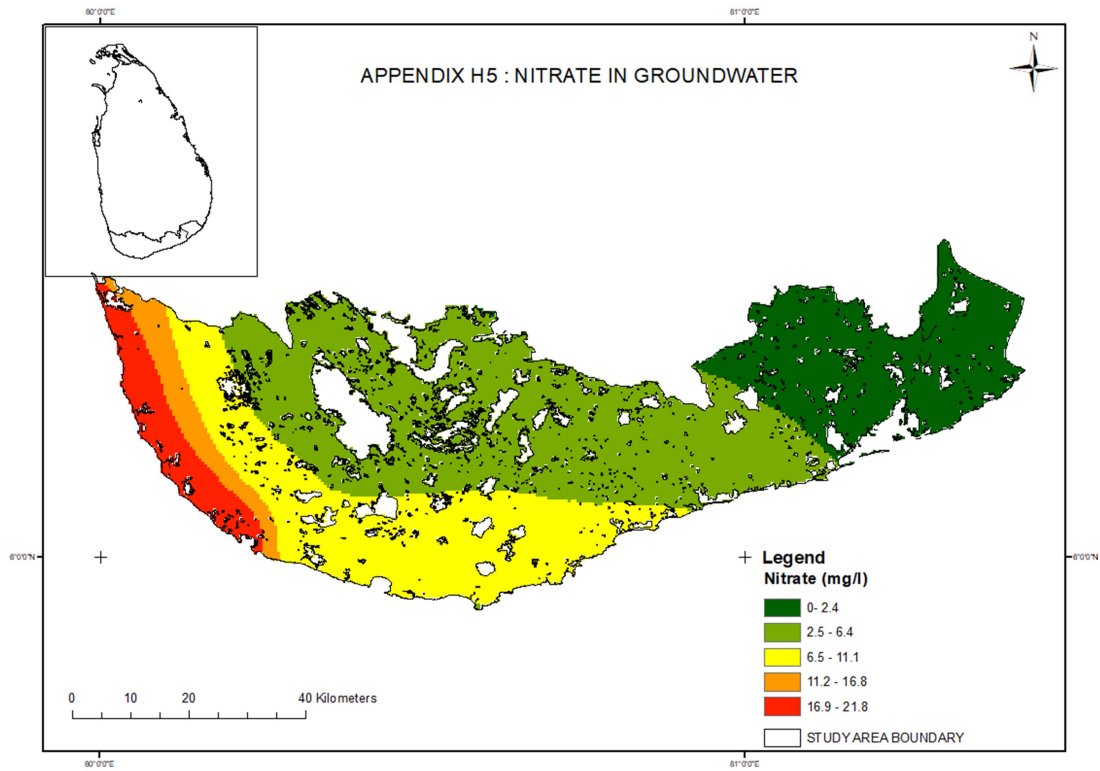 80°0'0"E
81°0'0"E
N
APPENDIX H5 : NITRATE IN GROUNDWATER
6°0'0"N
6°0'0"N
Legend
Nitrate (mg/l)
0- 2.4
2.5 - 6.4
6.5 - 11.1
11.2 - 16.8
16.9 - 21.8
STUDY AREA BOUNDARY
0 10 20 40 Kilometers
80°0'0"E
81°0'0"E